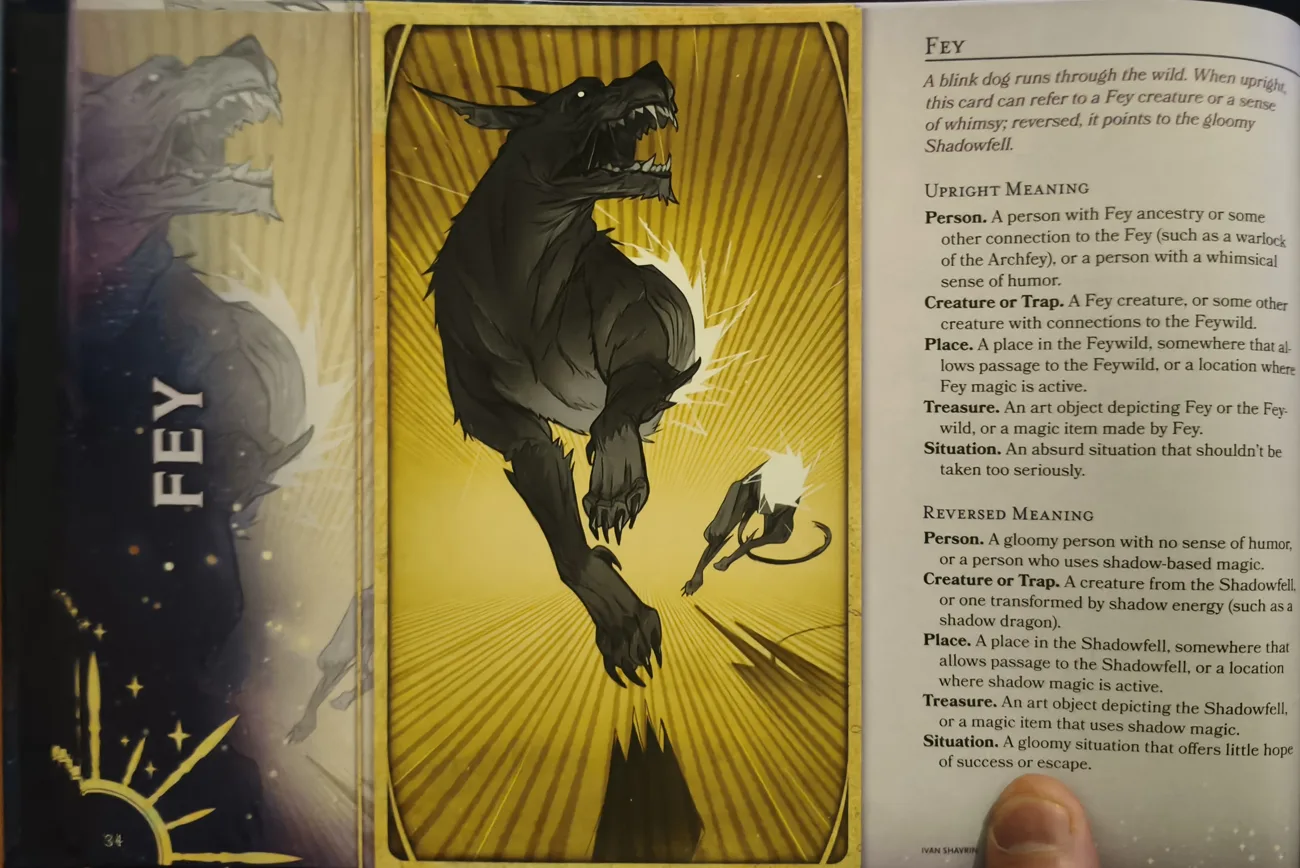 FEY
34
FEY
A blink dog runs through the wild. When upright,
this card can refer to a Fey creature or a sense
of whimsy; reversed, it points to the gloomy
Shadowfell.
UPRIGHT MEANING
Person. A person with Fey ancestry or some
other connection to the Fey (such as a warlock
of the Archfey), or a person with a whimsical
sense of humor.
Creature or Trap. A Fey creature, or some other
creature with connections to the Feywild.
Place. A place in the Feywild, somewhere that al-
lows passage to the Feywild, or a location where
Fey magic is active.
Treasure. An art object depicting Fey or the Fey-
wild, or a magic item made by Fey.
Situation. An absurd situation that shouldn't be
taken too seriously.
REVERSED MEANING
Person. A gloomy person with no sense of humor,
or a person who uses shadow-based magic.
Creature or Trap. A creature from the Shadowfell,
or one transformed by shadow energy (such as a
shadow dragon).
Place. A place in the Shadowfell, somewhere that
allows passage to the Shadowfell, or a location
where shadow magic is active.
Treasure. An art object depicting the Shadowfell,
or a magic item that uses shadow magic.
Situation. A gloomy situation that offers little hope
of success or escape.
IVAN SHAVRIN